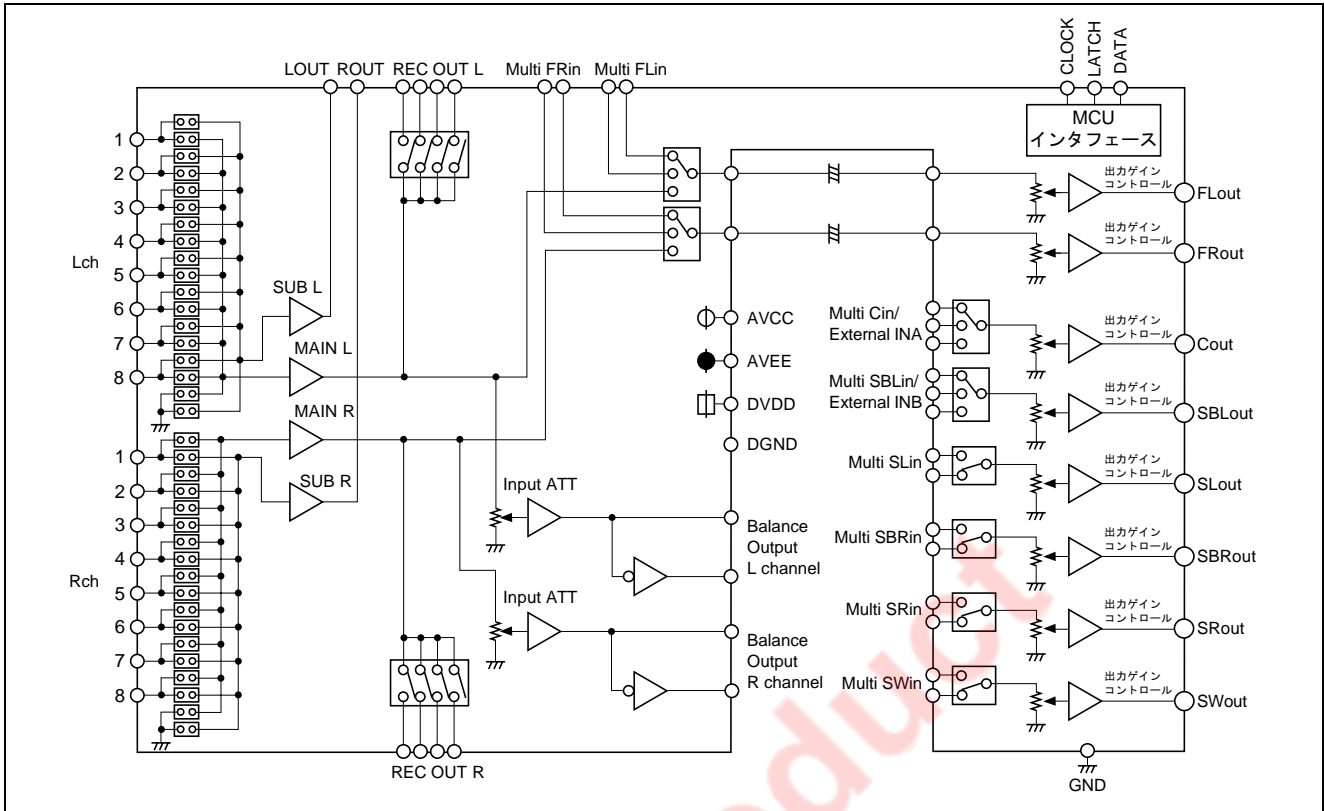 CLOCK
LATCH
DATA
LOUT ROUT REC OUT L Multi FRin Multi FLin
MCU
インタフェース
Lch
1
2
3
4
5
6
7
8
SUB L
MAIN L
MAIN R
SUB R
Rch
1
2
3
4
5
6
7
8
Input ATT
Input ATT
REC OUT R
AVCC
AVEE
DVDD
DGND
Balance
Output
L channel
Balance
Output
R channel
Multi Cin/
External INA
Multi SBLin/
External INB
Multi SLin
Multi SBRin
Multi SRin
Multi SWin
出力ゲイン
コントロール
FLout
出力ゲイン
コントロール
FRout
出力ゲイン
コントロール
Cout
出力ゲイン
コントロール
SBLout
出力ゲイン
コントロール
SLout
出力ゲイン
コントロール
SBRout
出力ゲイン
コントロール
SRout
出力ゲイン
コントロール
SWout
GND
duct